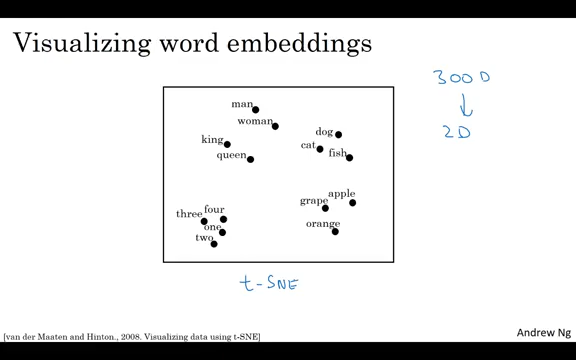 Visualizing word embeddings
300 D
↓
2D
man
woman
king
queen
dog
cat
fish
apple
grape
orange
four
three
one
two
t-SNE
[van der Maaten and Hinton., 2008. Visualizing data using t-SNE]
Andrew Ng